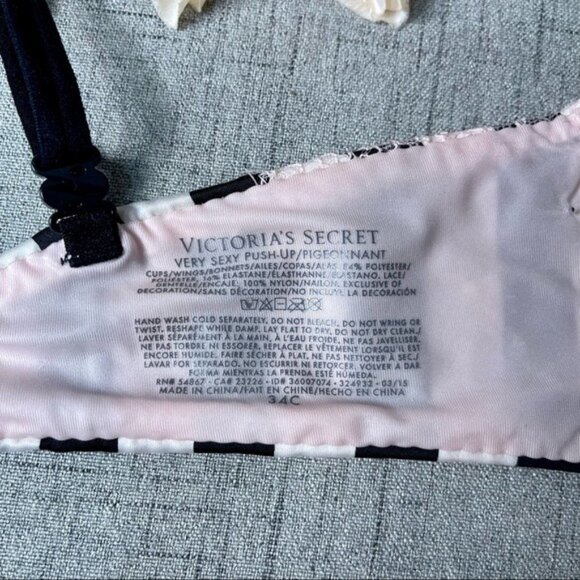 VICTORIA'S SECRET
VERY SEXY PUSH-UP/PIGEONNANT
CUPS/WINGS/BONNETS/AILES/COPAS/ALAS: 84% POLYESTER/
POLIESTER, 16% ELASTANE/ÉLASTHANNE/ELASTANO. LACE/
DENTELLE/ENCAJE: 100% NYLON/NAILON. EXCLUSIVE OF
DECORATION/SANS DÉCORATION/NO INCLUYE LA DECORACIÓN
HAND WASH COLD SEPARATELY, DO NOT BLEACH, DO NOT WRING OR
TWIST. RESHAPE WHILE DAMP, LAY FLAT TO DRY, DO NOT DRY CLEAN./
LAVER SÉPARÉMENT À LA MAIN, À L'EAU FROIDE. NE PAS JAVELLISER.
NE PAS TORDRE NI ESSORER. REPLACER LE VÊTEMENT LORSQU'IL EST
ENCORE HUMIDE. FAIRE SÉCHER À PLAT. NE PAS NETTOYER À SEC./
LAVAR POR SEPARADO. NO ESCURRIR NI RETORCER. VOLVER A DAR
FORMA MIENTRAS LA PRENDA ESTÉ HÚMEDA.
RN# 54867 • CA# 23226 • ID# 36007074 • 324932 • 03/15
MADE IN CHINA/FAIT EN CHINE/HECHO EN CHINA
34C